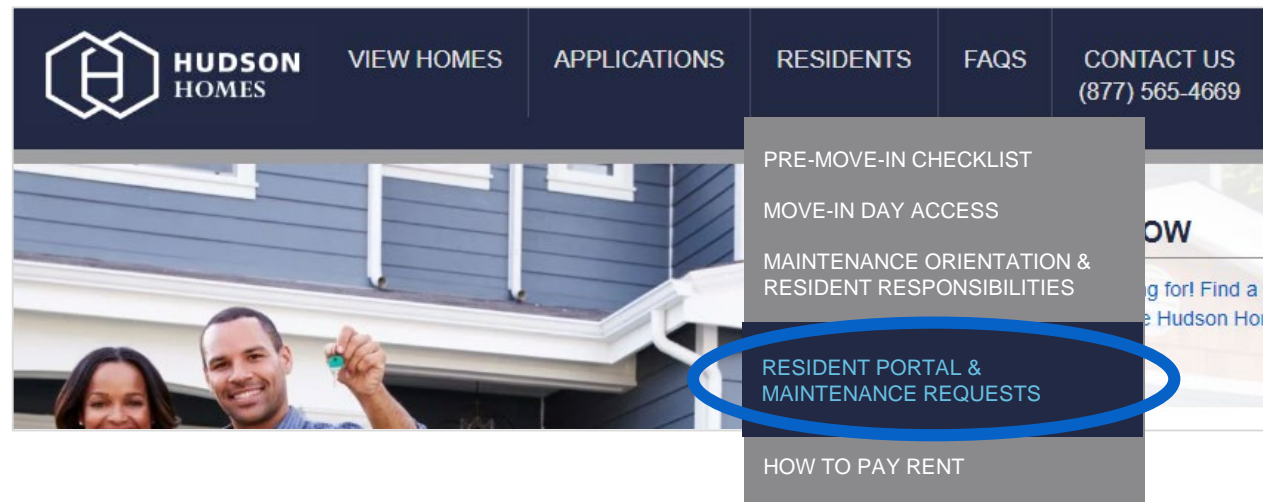 HUDSON
HOMES
VIEW HOMES
APPLICATIONS
RESIDENTS
FAQS
CONTACT US
(877) 565-4669
PRE-MOVE-IN CHECKLIST
MOVE-IN DAY ACCESS
MAINTENANCE ORIENTATION &
RESIDENT RESPONSIBILITIES
RESIDENT PORTAL &
MAINTENANCE REQUESTS
HOW TO PAY RENT
OW
g for! Find a
e Hudson Hor